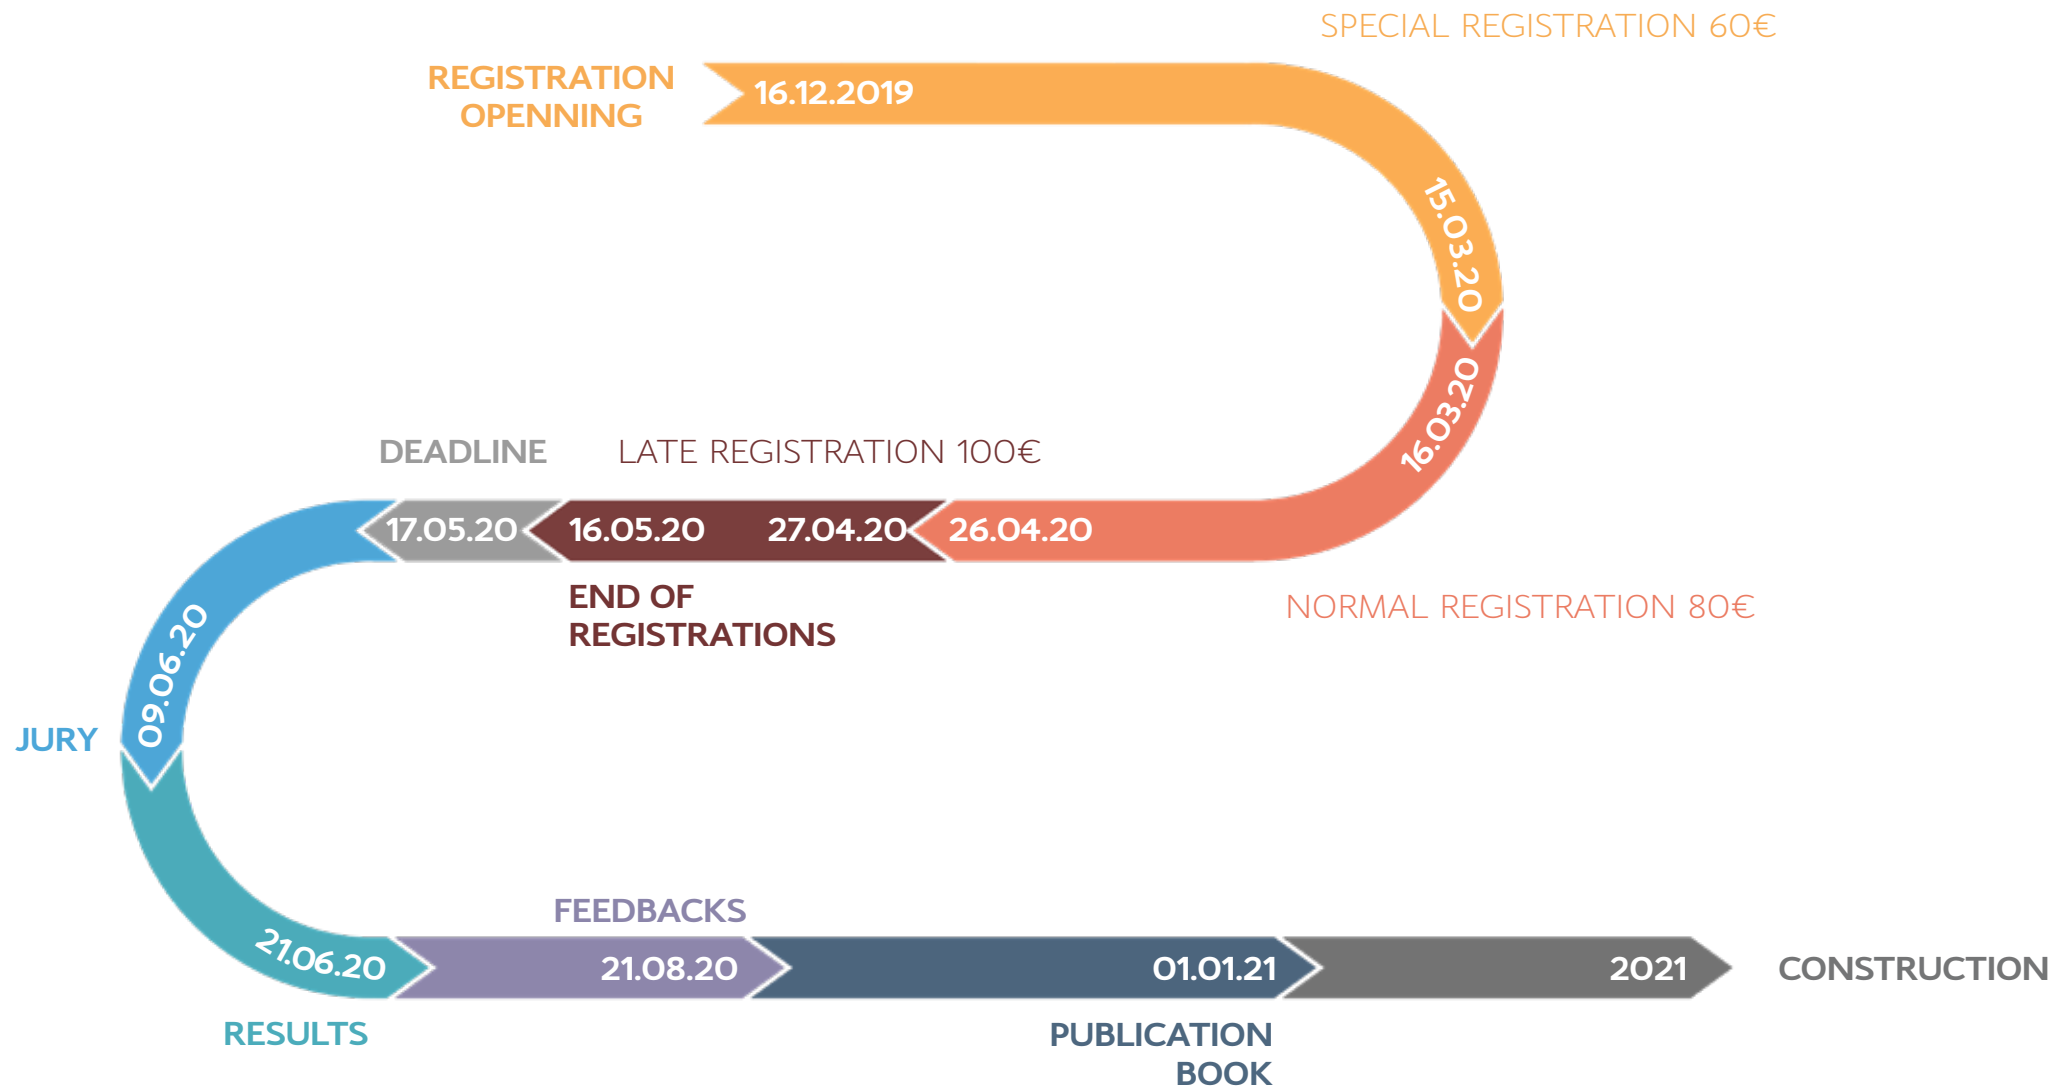 SPECIAL REGISTRATION 60€
REGISTRATION
OPENNING
16.12.2019
15.03.20
16.03.20
NORMAL REGISTRATION 80€
26.04.20
LATE REGISTRATION 100€
27.04.20
16.05.20
END OF
REGISTRATIONS
DEADLINE
17.05.20
09.06.20
JURY
21.06.20
RESULTS
FEEDBACKS
21.08.20
01.01.21
PUBLICATION
BOOK
2021
CONSTRUCTION